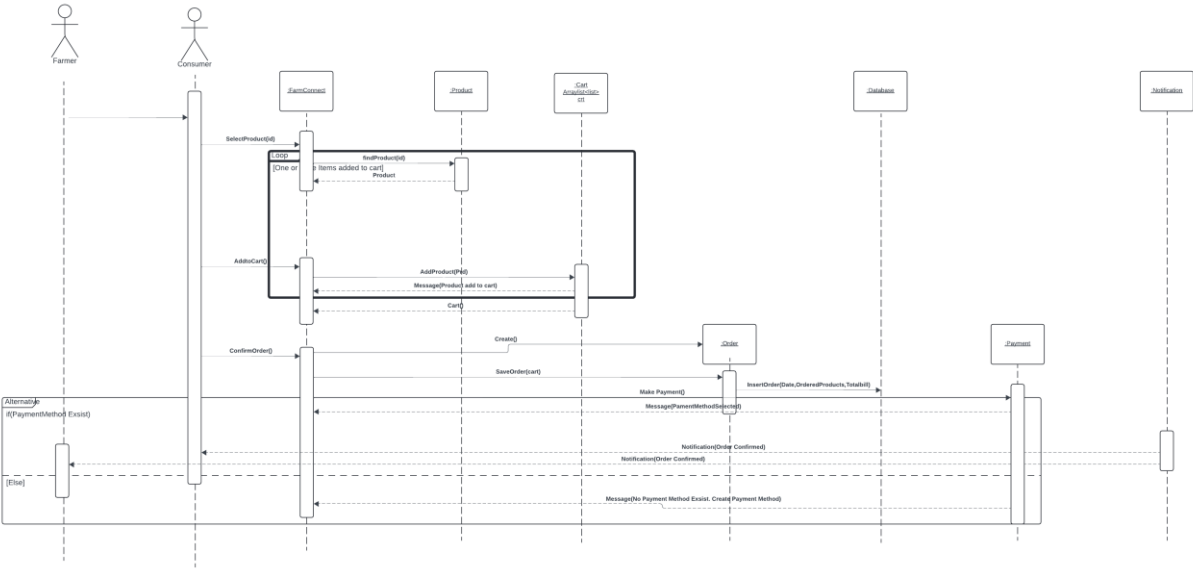 Farmer
Consumer
:FarmConnect
:Product
:Cart
Arraylist<list>
crt
:Database
:Notification
SelectProduct(id)
Loop
findProduct(id)
[One or e Items added to cart]
Product
AddtoCart()
AddProduct(Pid)
Message(Product add to cart)
Cart()
Create()
:Order
:Payment
ConfirmOrder()
SaveOrder(cart)
InsertOrder(Date,OrderedProducts,Totalbill)
Make Payment()
Alternative
Message(PamentMethodSelected)
if(PaymentMethod Exsist)
Notification(Order Confirmed)
Notification(Order Confirmed)
[Else]
Message(No Payment Method Exsist. Create Payment Method)